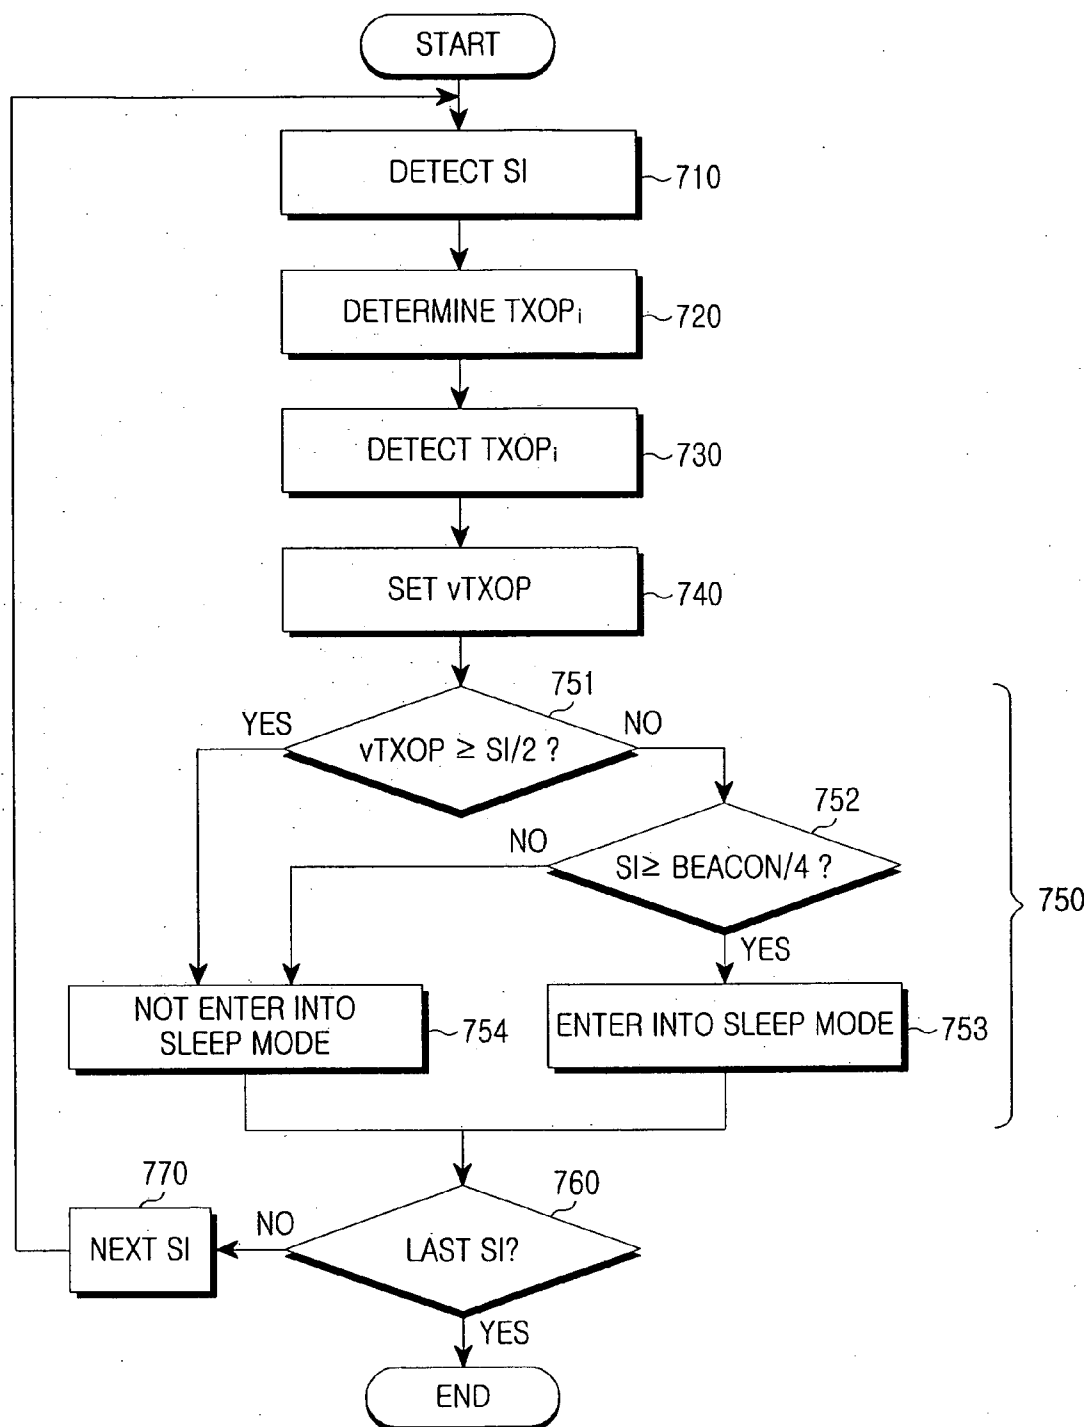 START
DETECT SI
710
DETERMINE TXOPi
720
DETECT TXOPi
730
SET vTXOP
740
751
YES
NO
vTXOP ≥ SI/2 ?
752
NO
SI≥ BEACON/4 ?
750
YES
NOT ENTER INTO
SLEEP MODE
754
ENTER INTO SLEEP MODE
753
770
760
NO
NEXT SI
LAST SI?
YES
END